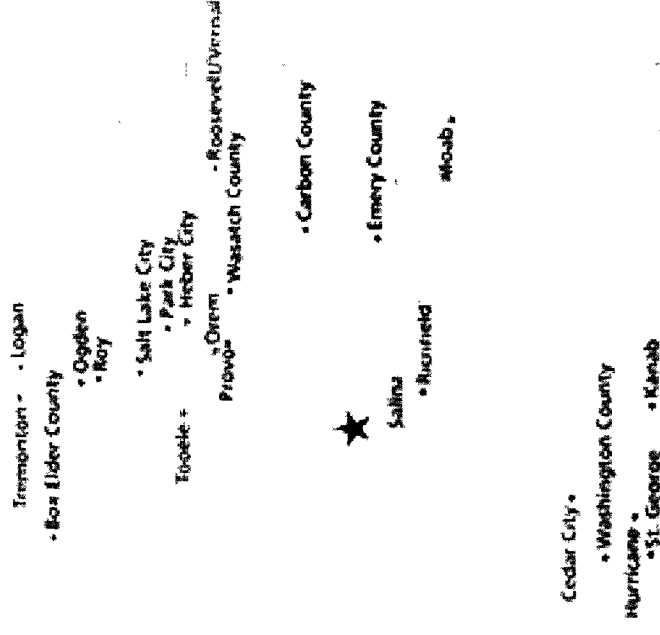 Tremonton
Logan
Box Elder County
Ogden
Roy
Salt Lake City
Park City
Heber City
Tooele
Orem
Provo
Roosevelt/Vernal
Wasatch County
Carbon County
Emery County
Moab
Salina
Richfield
Cedar City
Washington County
Hurricane
St. George
Kanab